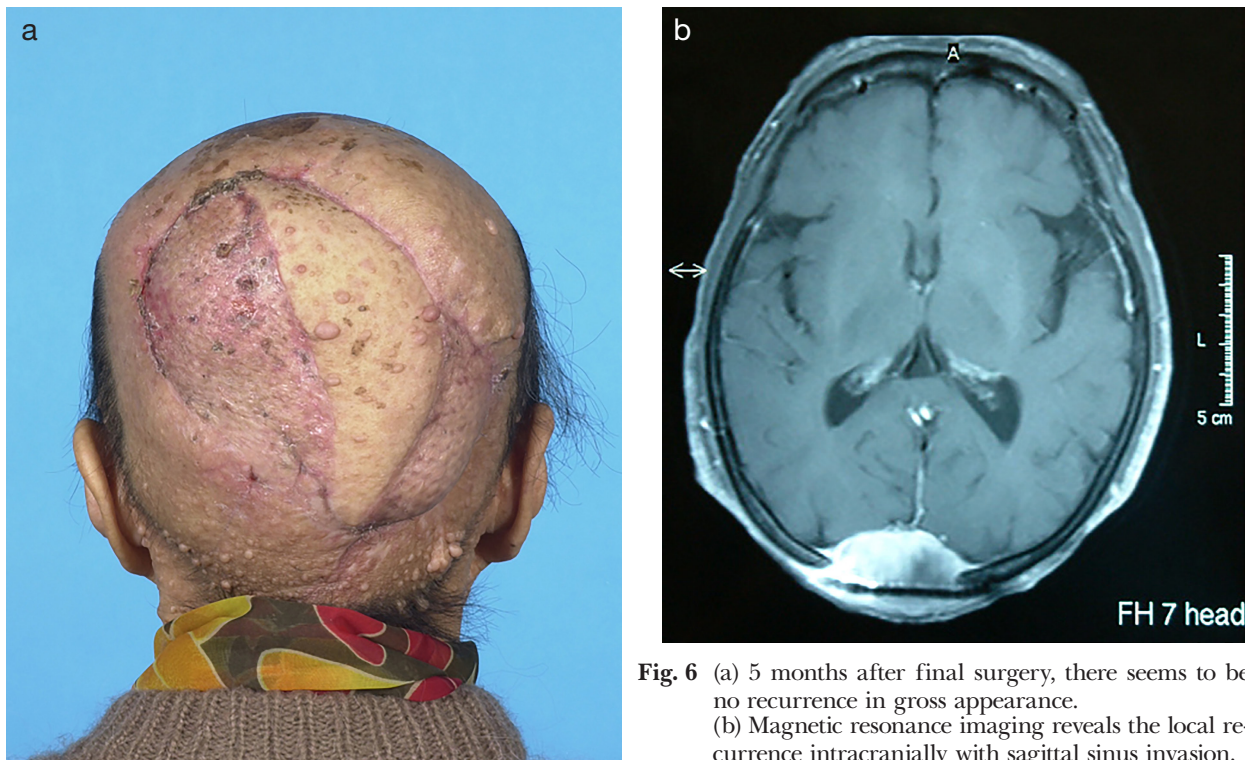 a
b
A
L
5 cm
FH 7 head
Fig. 6 (a) 5 months after final surgery, there seems to be
no recurrence in gross appearance.
(b) Magnetic resonance imaging reveals the local re-
currence intracranially with sagittal sinus invasion.